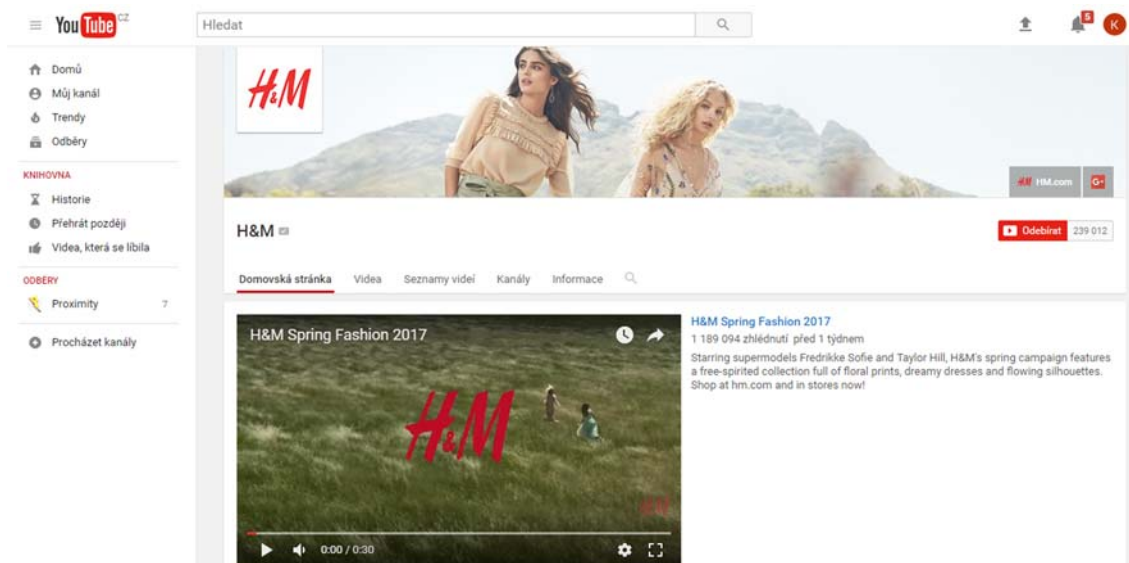 YouTube CZ
Hledat
5
K
Domů
Můj kanál
Trendy
Odběry
KNIHOVNA
Historie
Přehrát později
Videa, která se líbila
ODBĚRY
Proximity 7
Procházet kanály
H&M
H&M HM.com G+
H&M
Odebírat 239 012
Domovská stránka Videa Seznamy videí Kanály Informace
H&M Spring Fashion 2017
H&M
H&M
0:00 / 0:30
H&M Spring Fashion 2017
1 189 094 zhlédnutí před 1 týdnem
Starring supermodels Fredrikke Sofie and Taylor Hill, H&M's spring campaign features
a free-spirited collection full of floral prints, dreamy dresses and flowing silhouettes.
Shop at hm.com and in stores now!